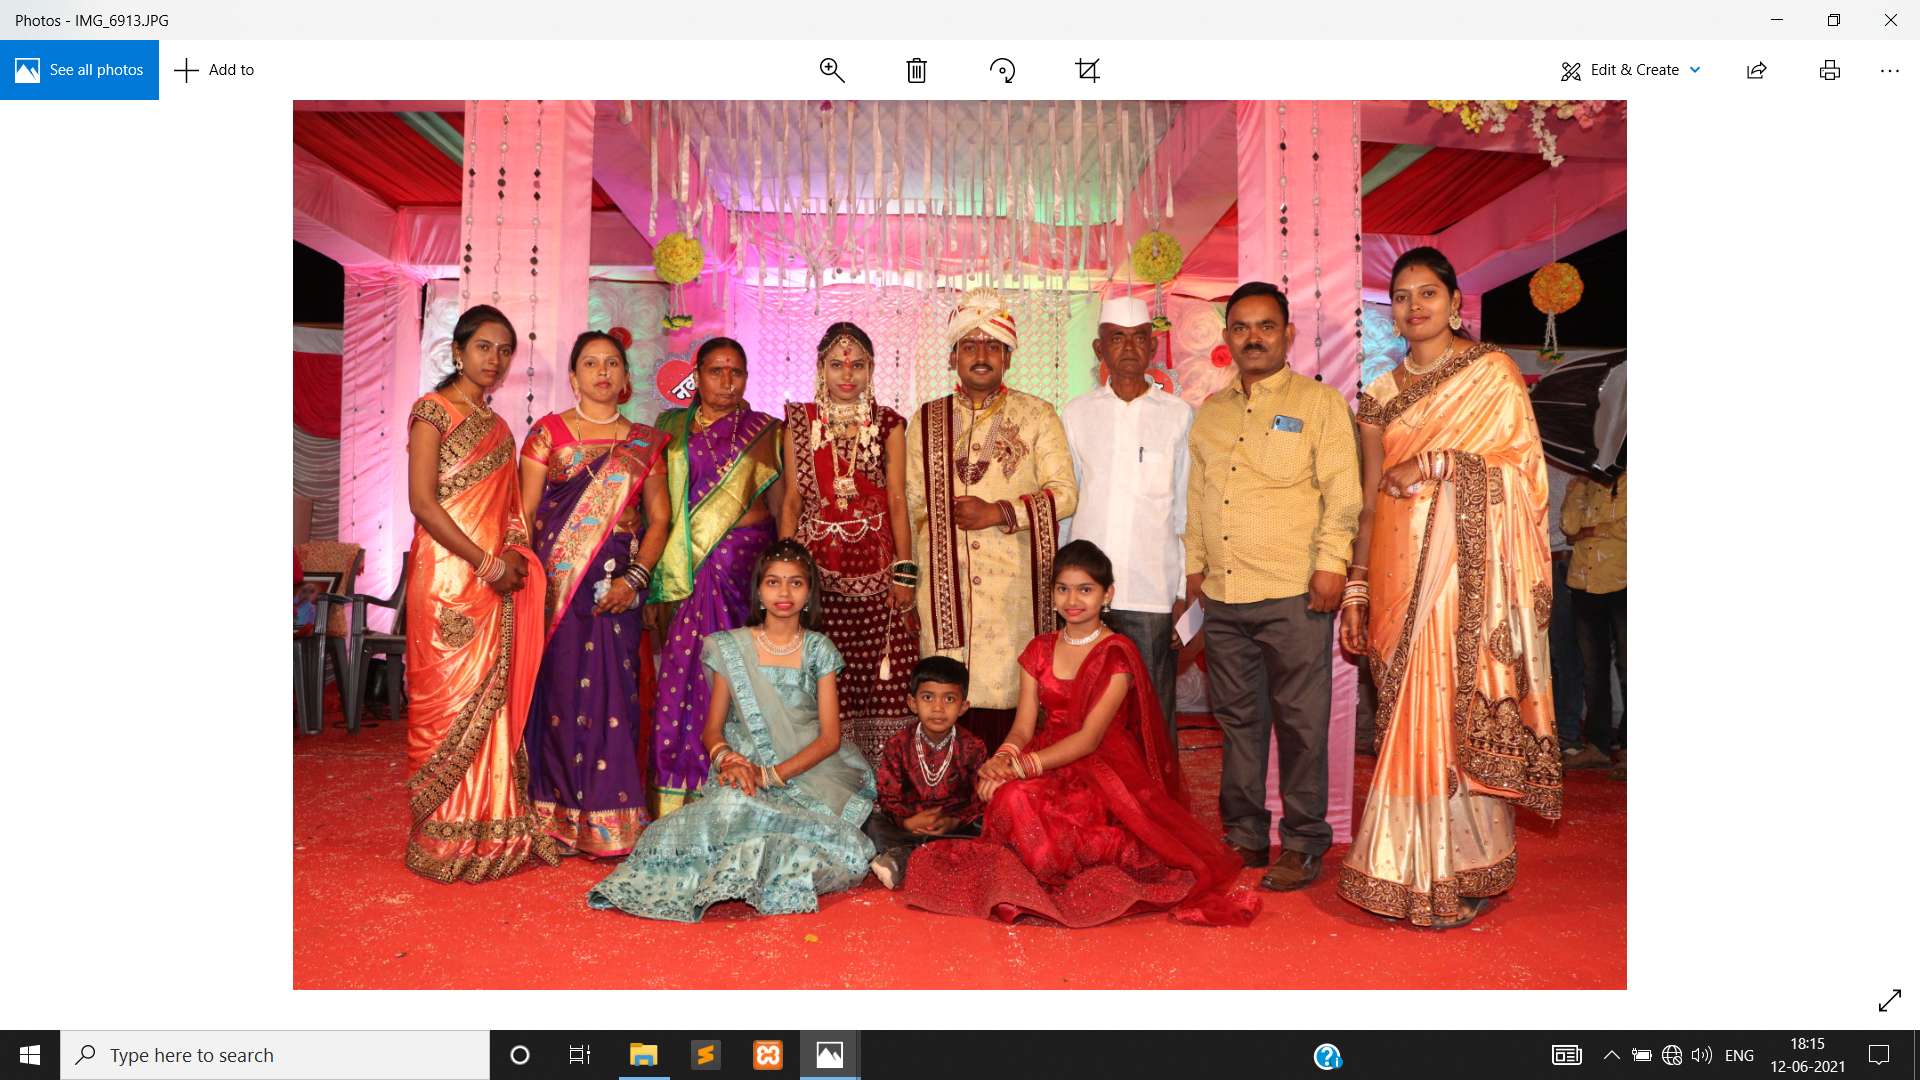 Photos - IMG_6913.JPG
See all photos
Add to
Edit & Create
Type here to search
ENG
18:15
12-06-2021